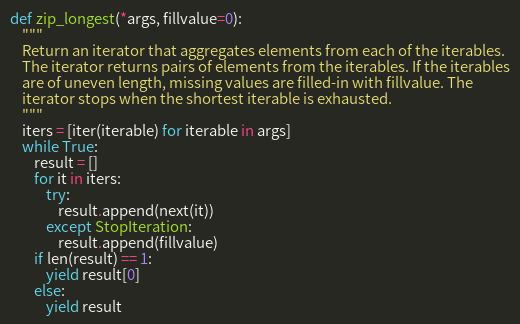 def zip_longest(*args, fillvalue=0):
"""
Return an iterator that aggregates elements from each of the iterables.
The iterator returns pairs of elements from the iterables. If the iterables
are of uneven length, missing values are filled-in with fillvalue. The
iterator stops when the shortest iterable is exhausted.
"""
iters = [iter(iterable) for iterable in args]
while True:
result = []
for it in iters:
try:
result.append(next(it))
except StopIteration:
result.append(fillvalue)
if len(result) == 1:
yield result[0]
else:
yield result